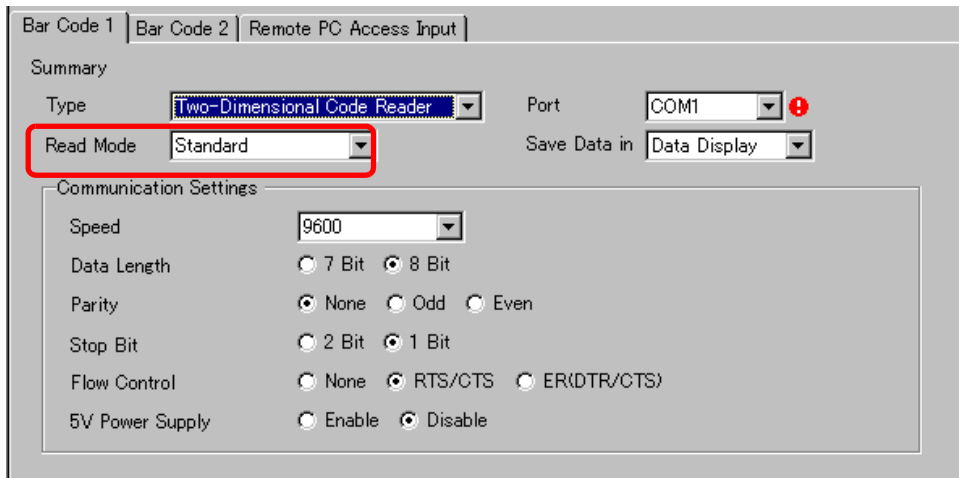 Bar Code 1 Bar Code 2 Remote PC Access Input
Summary
Type Two-Dimensional Code Reader Port COM1
Read Mode Standard Save Data in Data Display
Communication Settings
Speed 9600
Data Length 7 Bit 8 Bit
Parity None Odd Even
Stop Bit 2 Bit 1 Bit
Flow Control None RTS/CTS ER(DTR/CTS)
5V Power Supply Enable Disable